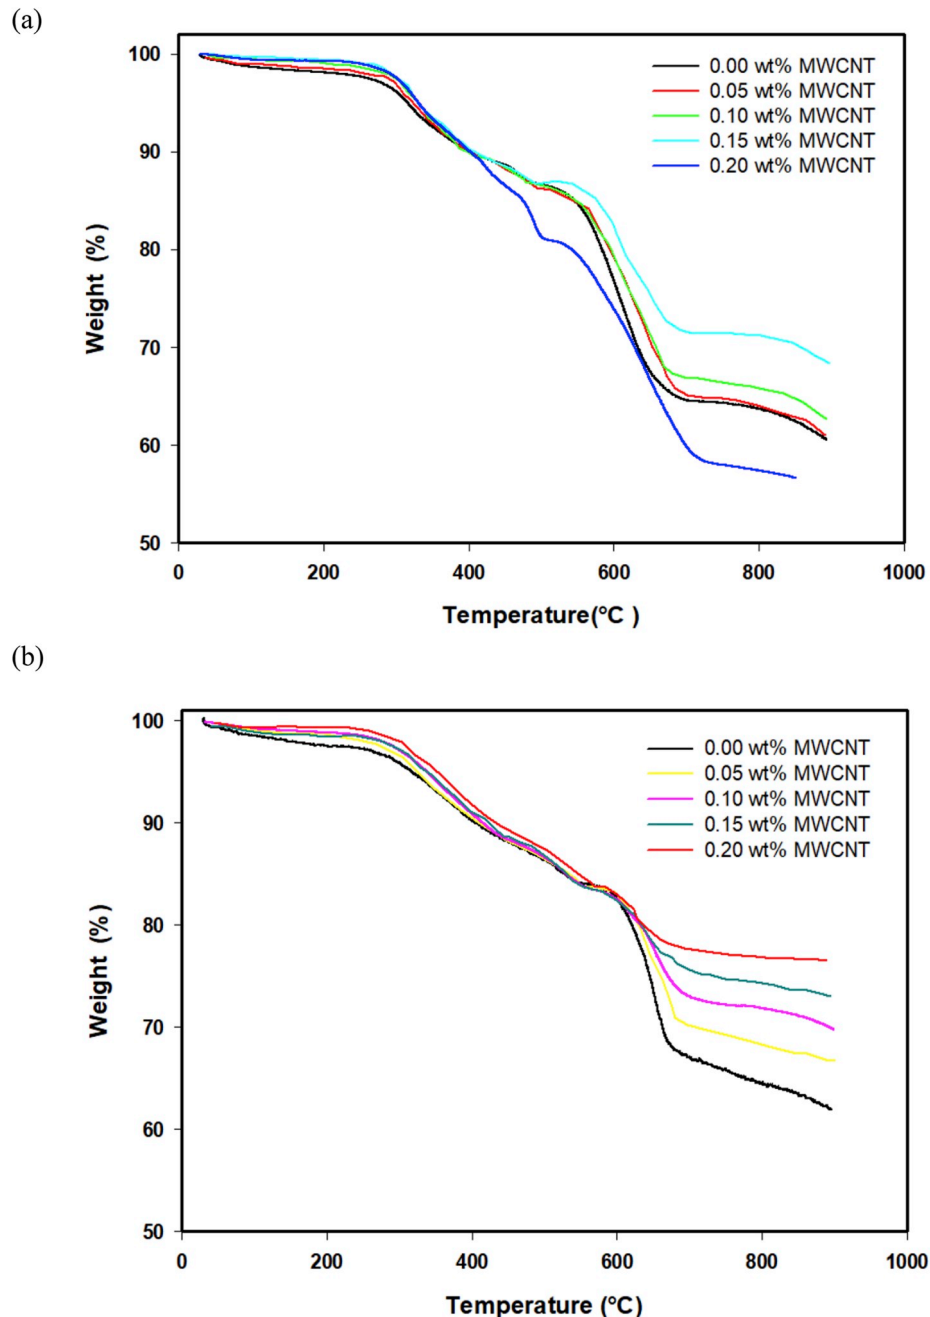 (a)
100
90
80
70
60
50
0
200
400
600
800
1000
Weight (%)
Temperature(°C )
0.00 wt% MWCNT
0.05 wt% MWCNT
0.10 wt% MWCNT
0.15 wt% MWCNT
0.20 wt% MWCNT
(b)
100
90
80
70
60
50
0
200
400
600
800
1000
Weight (%)
Temperature (°C)
0.00 wt% MWCNT
0.05 wt% MWCNT
0.10 wt% MWCNT
0.15 wt% MWCNT
0.20 wt% MWCNT